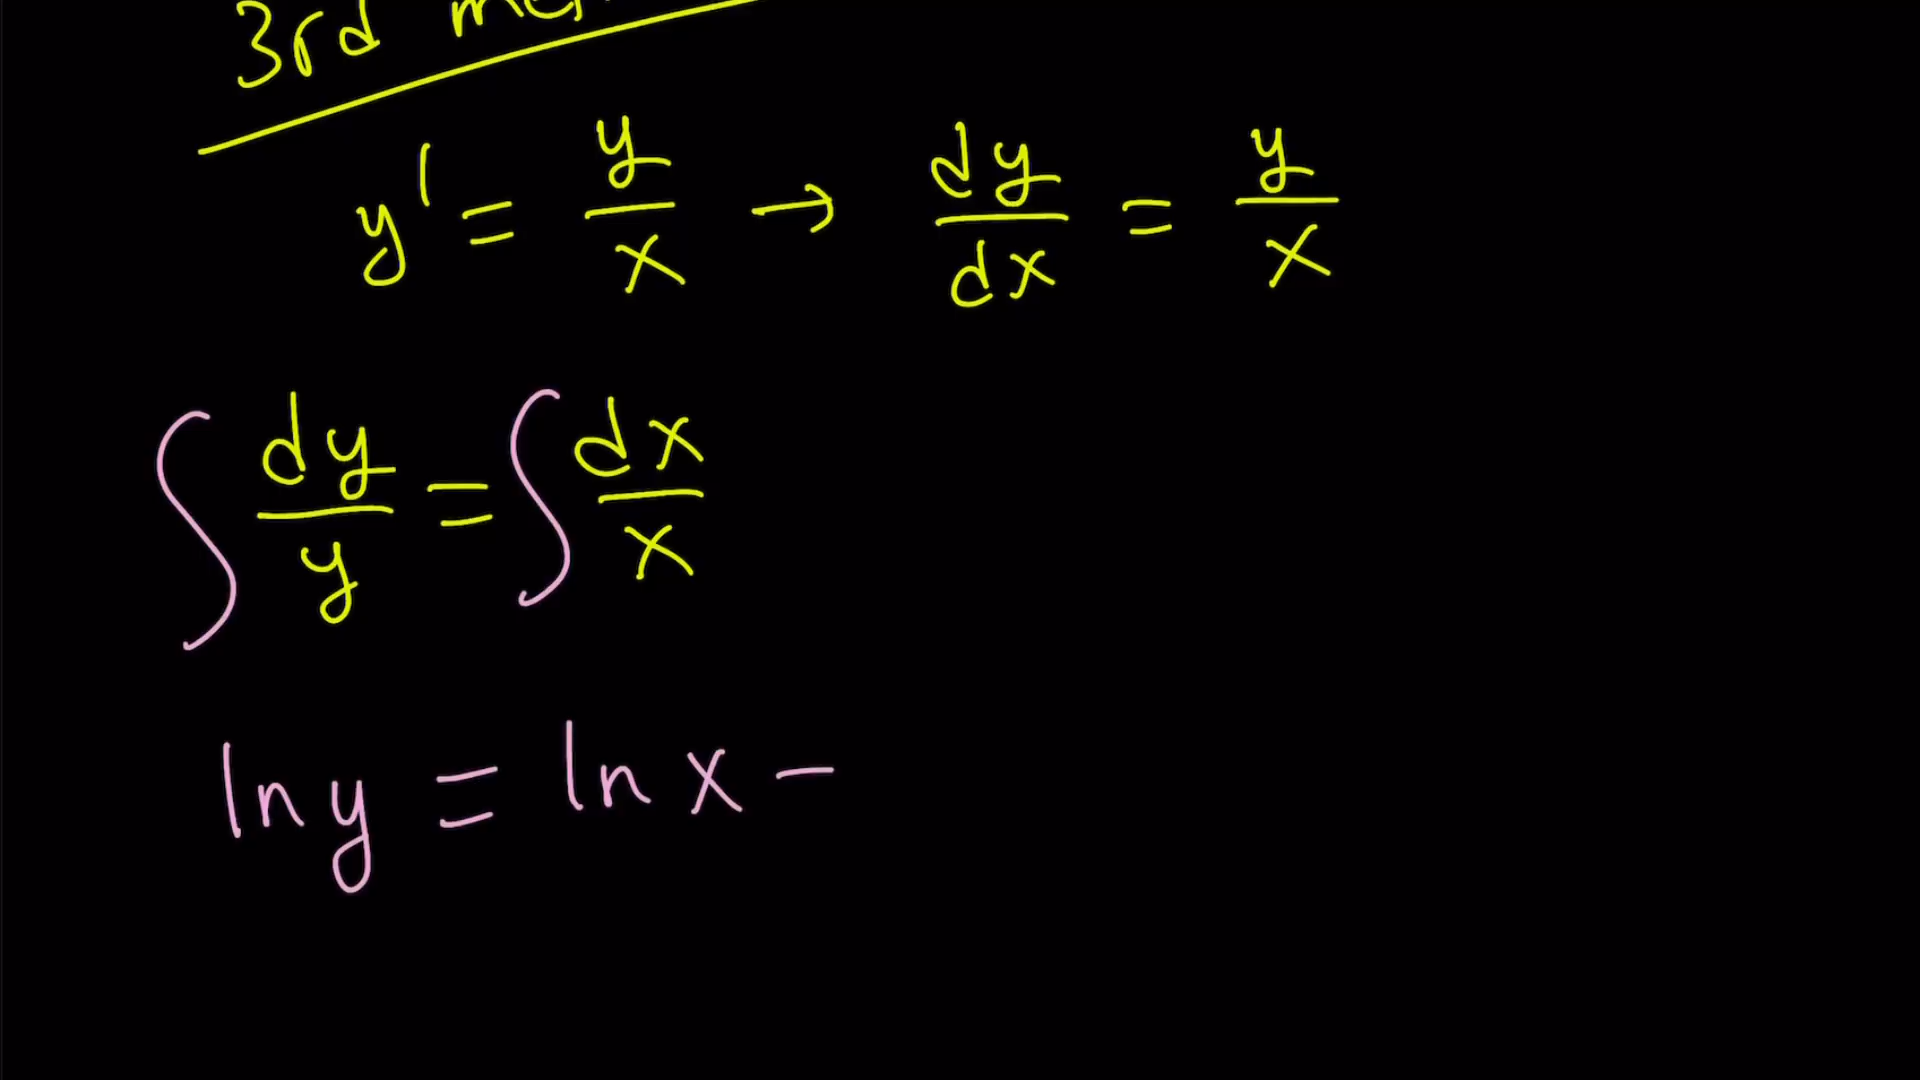 3rd
y' = y/x → dy/dx = y/x
∫ dy/y = ∫ dx/x
ln y = ln x −